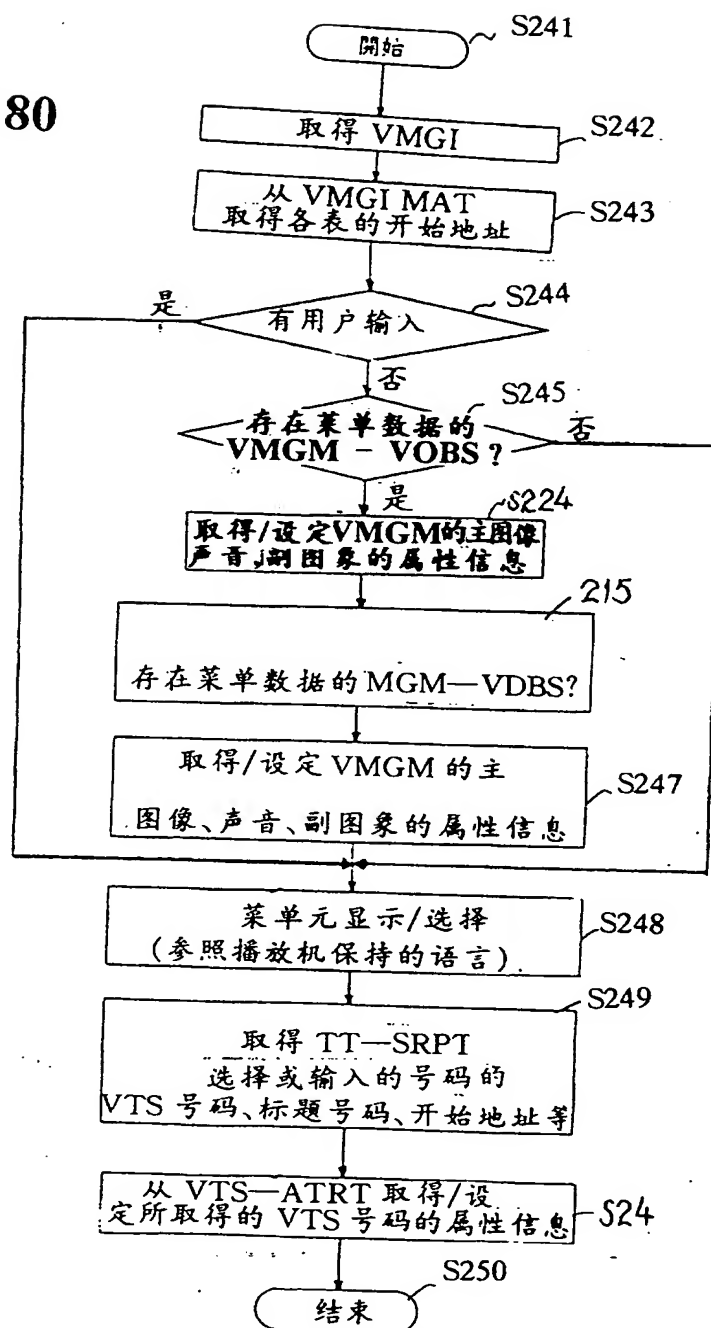 80
開始
S241
取得 VMGI
S242
从 VMGI MAT
取得各表的开始地址
S243
S244
是
有用户输入
否
S245
存在菜单数据的
VMGM - VOBS?
否
是
S224
取得/设定VMGM的主图像
声音、副图象的属性信息
215
存在菜单数据的MGM—VDBS?
取得/设定 VMGM 的主
图像、声音、副图象的属性信息
S247
菜单元显示/选择
(参照播放机保持的语言)
S248
S249
取得 TT—SRPT
选择或输入的号码的
VTS 号码、标题号码、开始地址等
从 VTS—ATRT 取得/设
定所取得的 VTS 号码的属性信息
S24
S250
结束